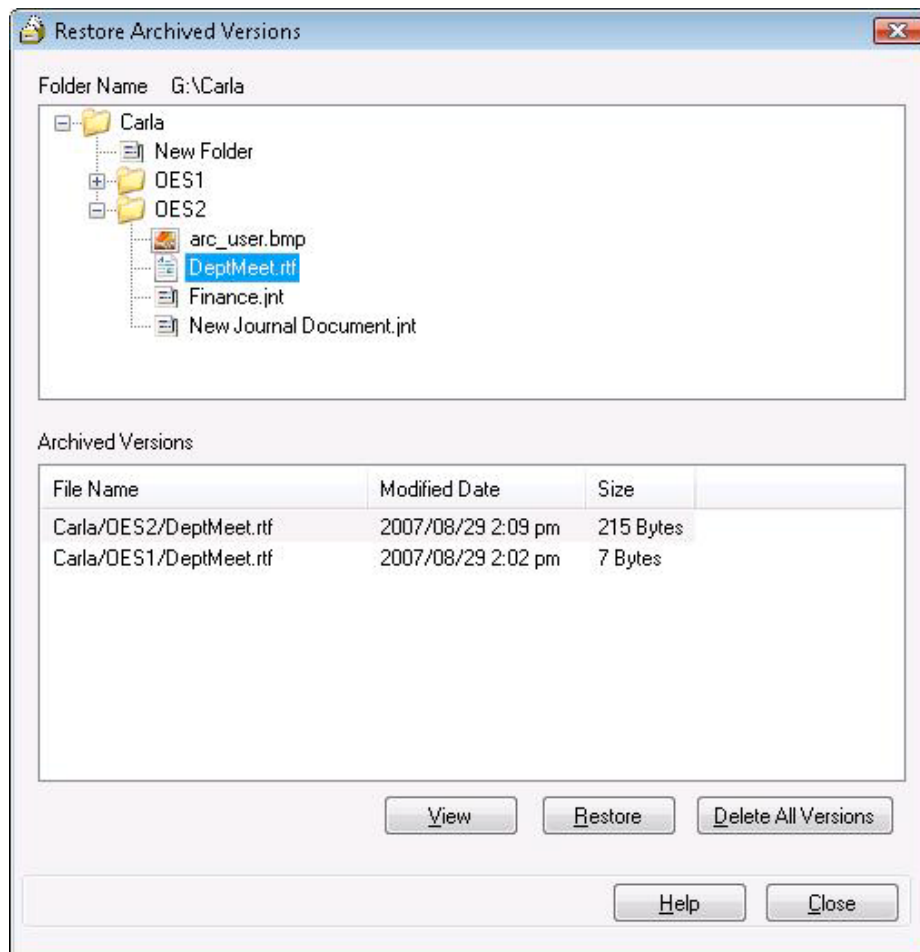 Restore Archived Versions
Folder Name G:\Carla
Carla
New Folder
OES1
OES2
arc_user.bmp
DeptMeet.rtf
Finance.jnt
New Journal Document.jnt
Archived Versions
File Name Modified Date Size
Carla/OES2/DeptMeet.rtf 2007/08/29 2:09 pm 215 Bytes
Carla/OES1/DeptMeet.rtf 2007/08/29 2:02 pm 7 Bytes
View Restore Delete All Versions
Help Close